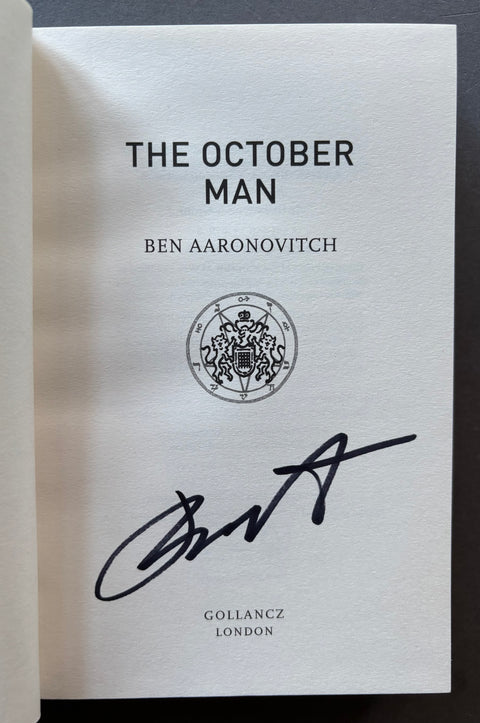 THE OCTOBER
MAN
BEN AARONOVITCH
GOLLANCZ
LONDON